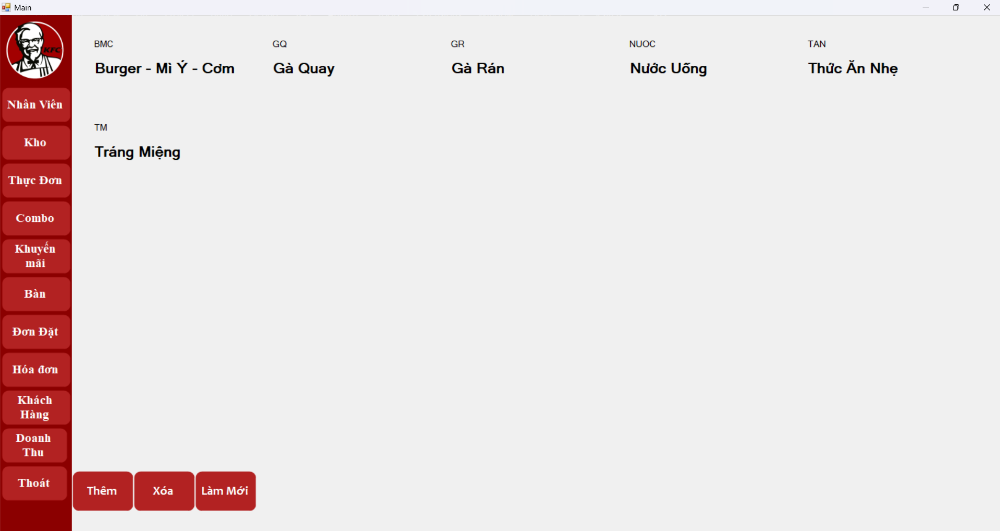 Main
KFC
Nhân Viên
Kho
Thực Đơn
Combo
Khuyến
mãi
Bàn
Đơn Đặt
Hóa đơn
Khách
Hàng
Doanh
Thu
Thoát
BMC
Burger - Mì Ý - Cơm
GQ
Gà Quay
GR
Gà Rán
NUOC
Nước Uống
TAN
Thức Ăn Nhẹ
TM
Tráng Miệng
Thêm
Xóa
Làm Mới